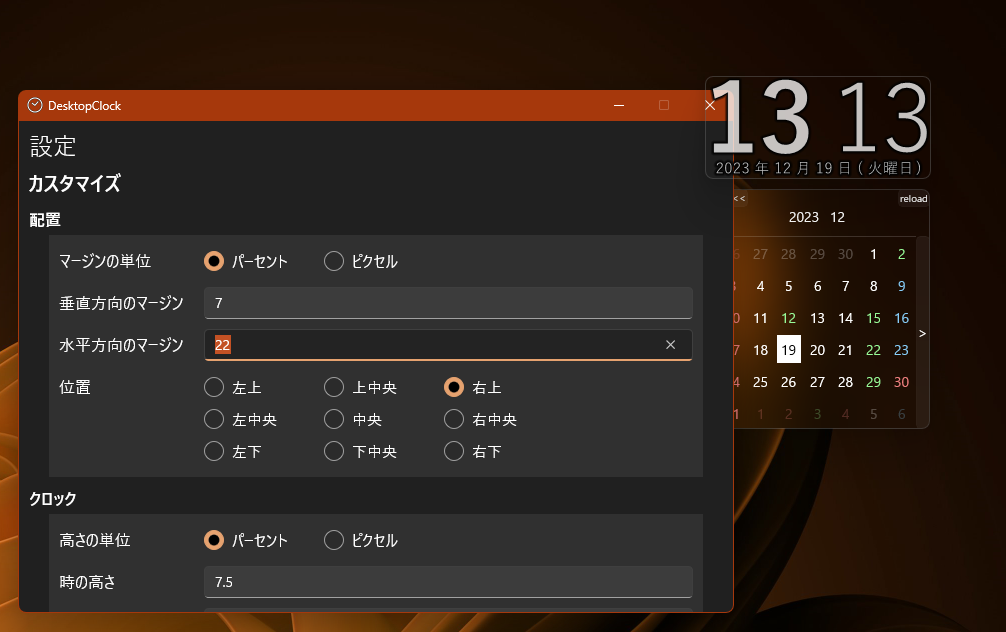 DesktopClock
設定
カスタマイズ
配置
マージンの単位 パーセント ピクセル
垂直方向のマージン 7
水平方向のマージン 22
位置 左上 上中央 右上
左中央 中央 右中央
左下 下中央 右下
クロック
高さの単位 パーセント ピクセル
時の高さ 7.5
13 13
2023 年 12 月 19 日 ( 火曜日 )
<< reload
2023 12
27 28 29 30 1 2
4 5 6 7 8 9
11 12 13 14 15 16
18 19 20 21 22 23
25 26 27 28 29 30
1 2 3 4 5 6
>